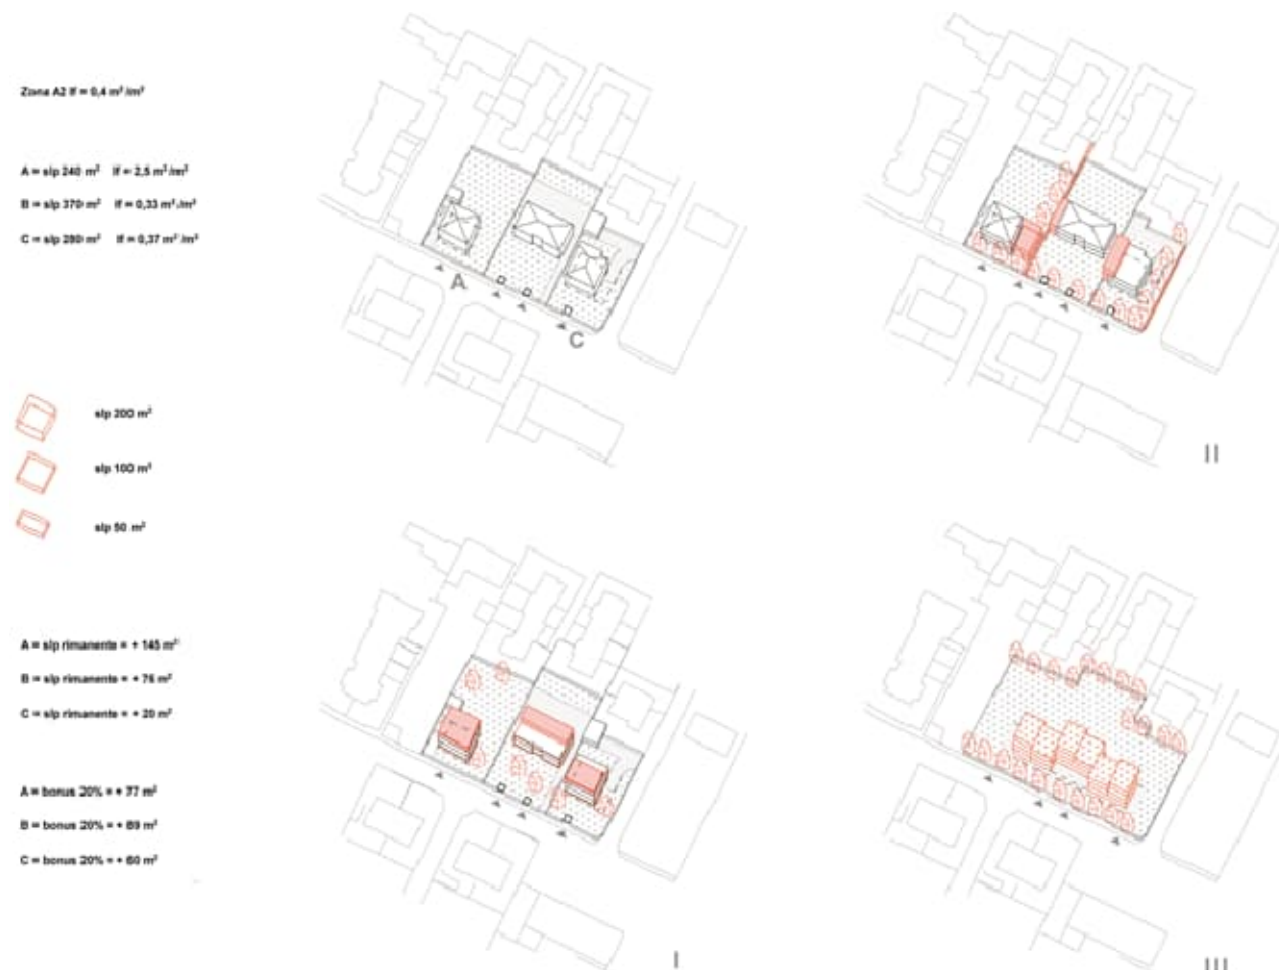 Zona A2 If = 0,4 m²/m²
A = slp 240 m² If = 2,5 m²/m²
B = slp 370 m² If = 0,33 m²/m²
C = slp 280 m² If = 0,37 m²/m²
slp 200 m²
slp 100 m²
slp 50 m²
A = slp rimanente = + 145 m²
B = slp rimanente = + 76 m²
C = slp rimanente = + 20 m²
A = bonus 20% = + 77 m²
B = bonus 20% = + 89 m²
C = bonus 20% = + 60 m²
A
C
II
I
III